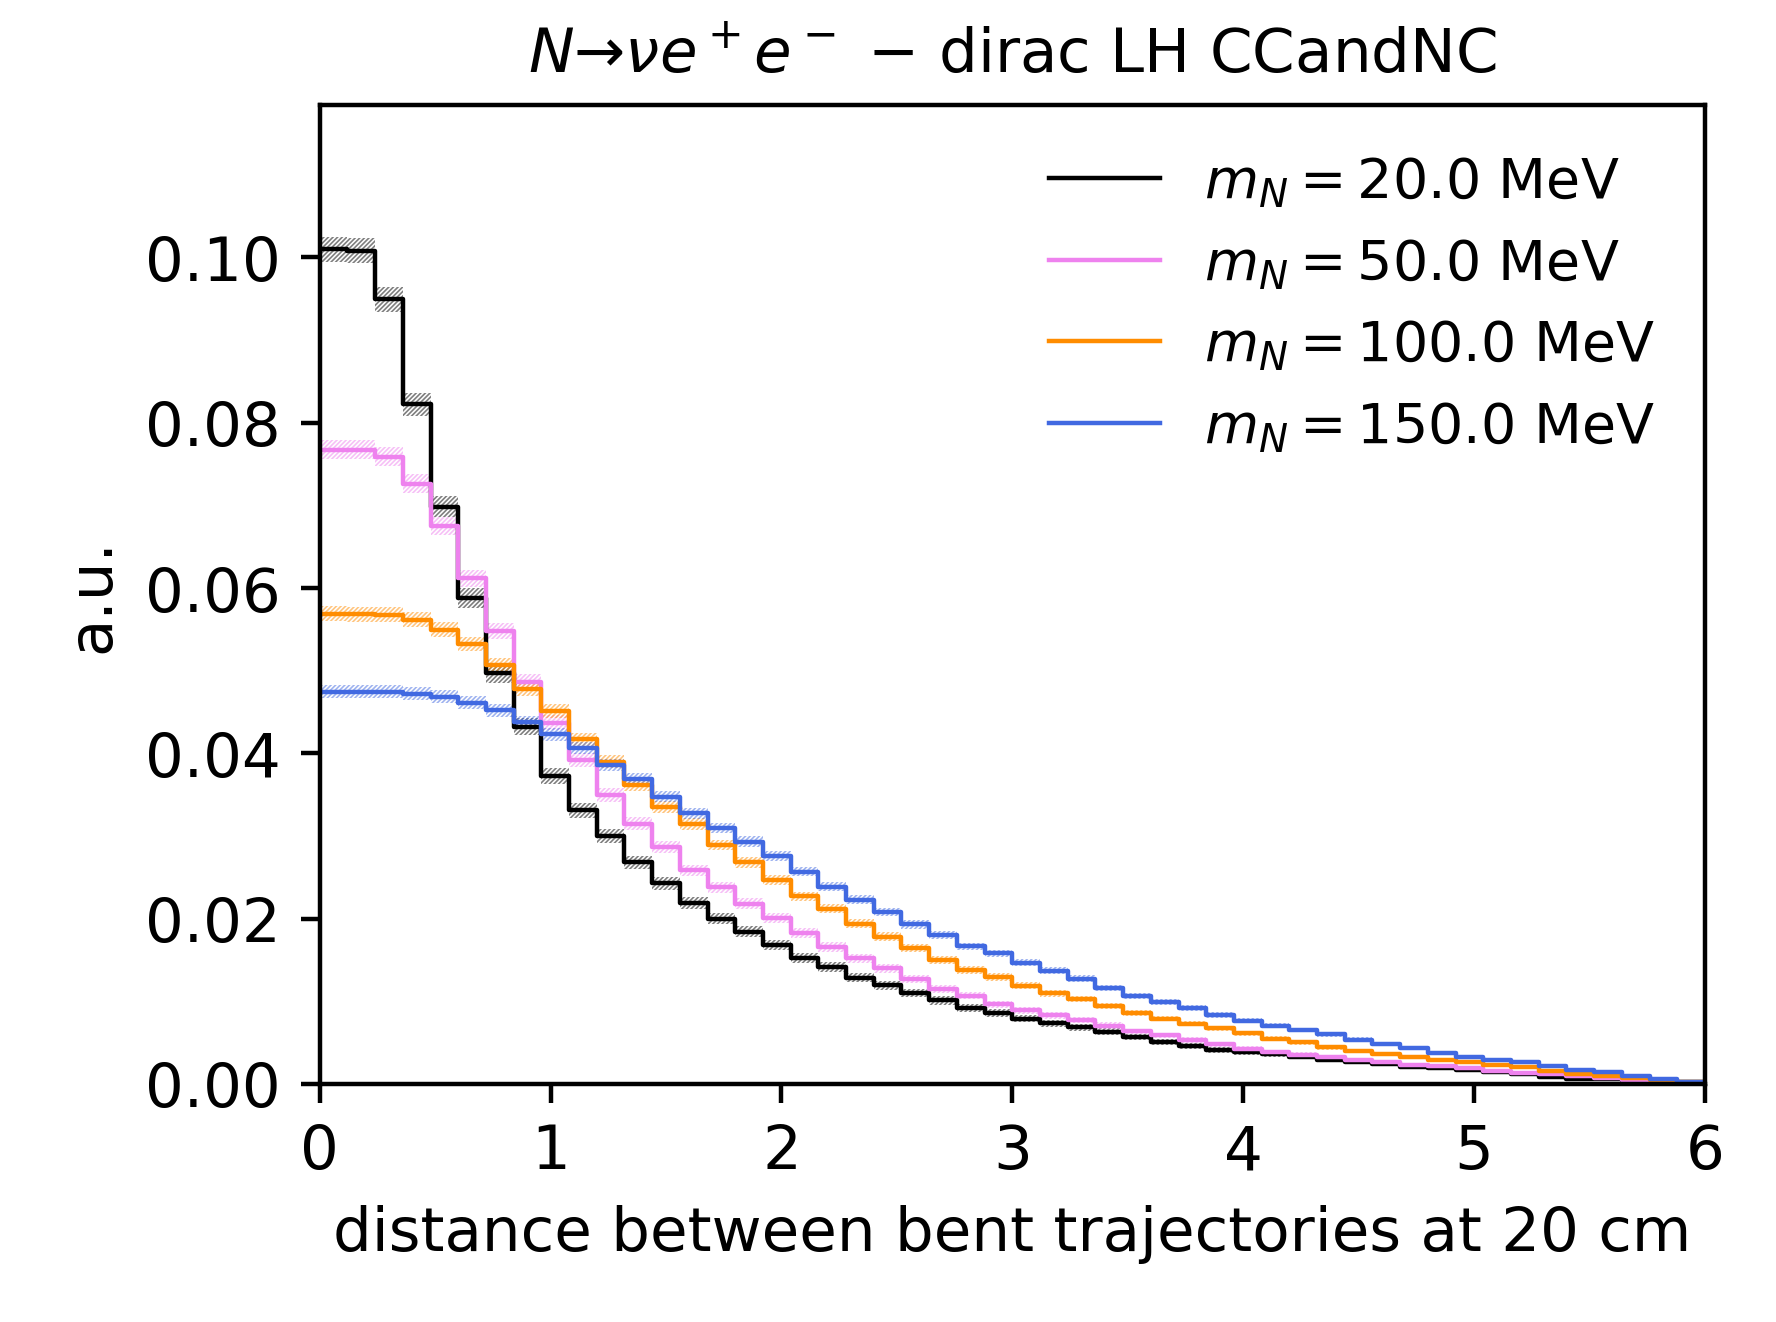 N→νe⁺e⁻ − dirac LH CCandNC
m_N = 20.0 MeV
m_N = 50.0 MeV
m_N = 100.0 MeV
m_N = 150.0 MeV
a.u.
0.10
0.08
0.06
0.04
0.02
0.00
0 1 2 3 4 5 6
distance between bent trajectories at 20 cm